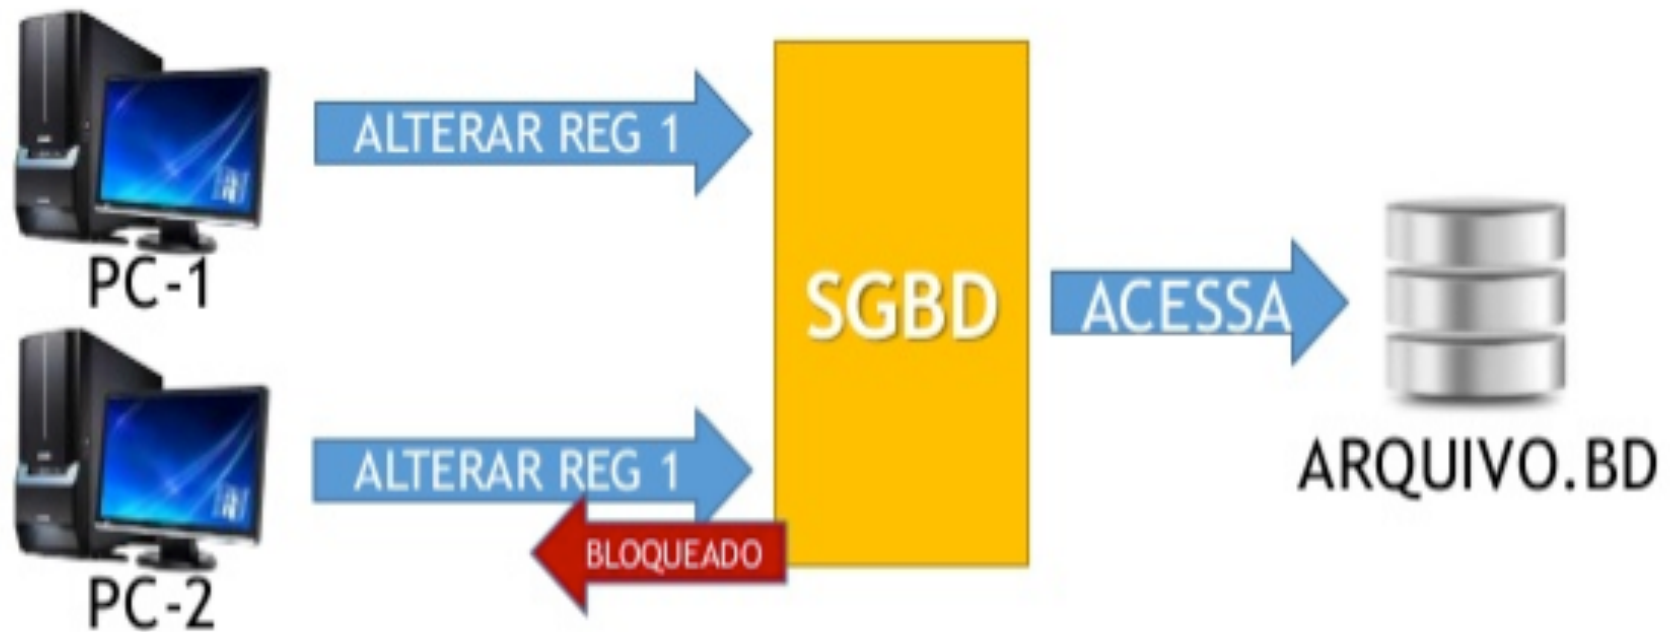 ALTERAR REG 1
PC-1
SGBD
ACESSA
ARQUIVO.BD
ALTERAR REG 1
BLOQUEADO
PC-2